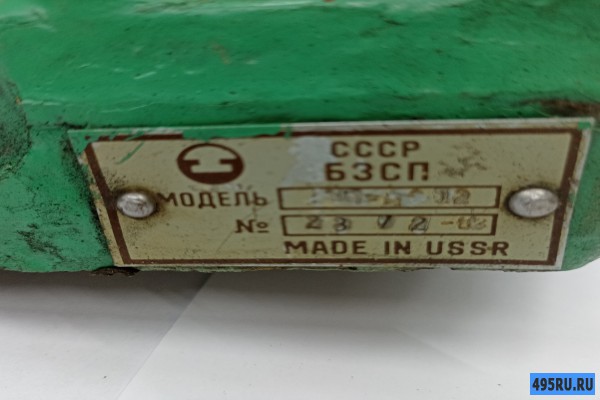 СССР
БЗСП
МОДЕЛЬ
№
MADE IN USSR
495RU.RU